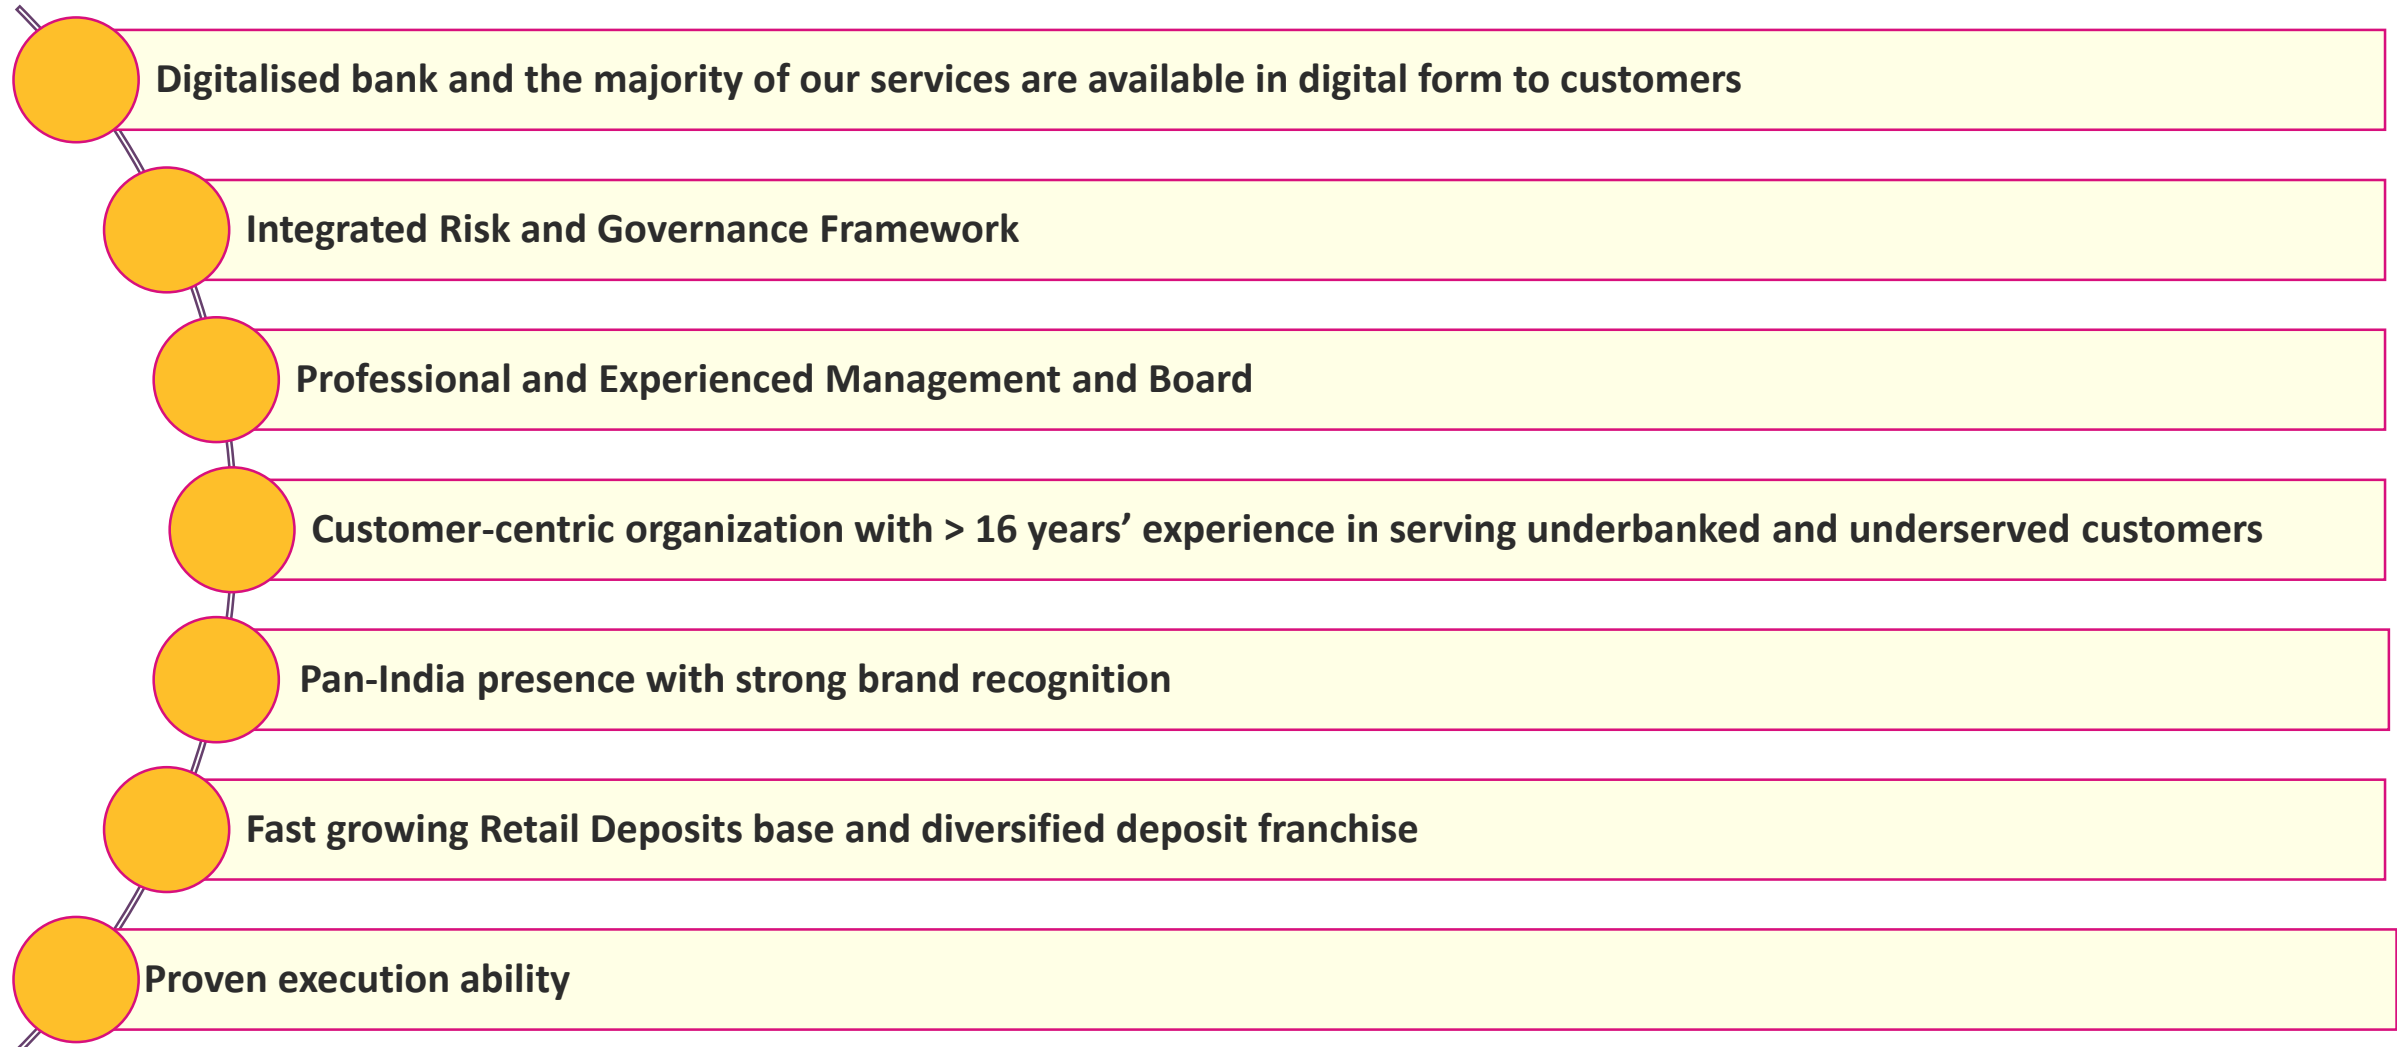 Digitalised bank and the majority of our services are available in digital form to customers
Integrated Risk and Governance Framework
Professional and Experienced Management and Board
Customer-centric organization with > 16 years’ experience in serving underbanked and underserved customers
Pan-India presence with strong brand recognition
Fast growing Retail Deposits base and diversified deposit franchise
Proven execution ability